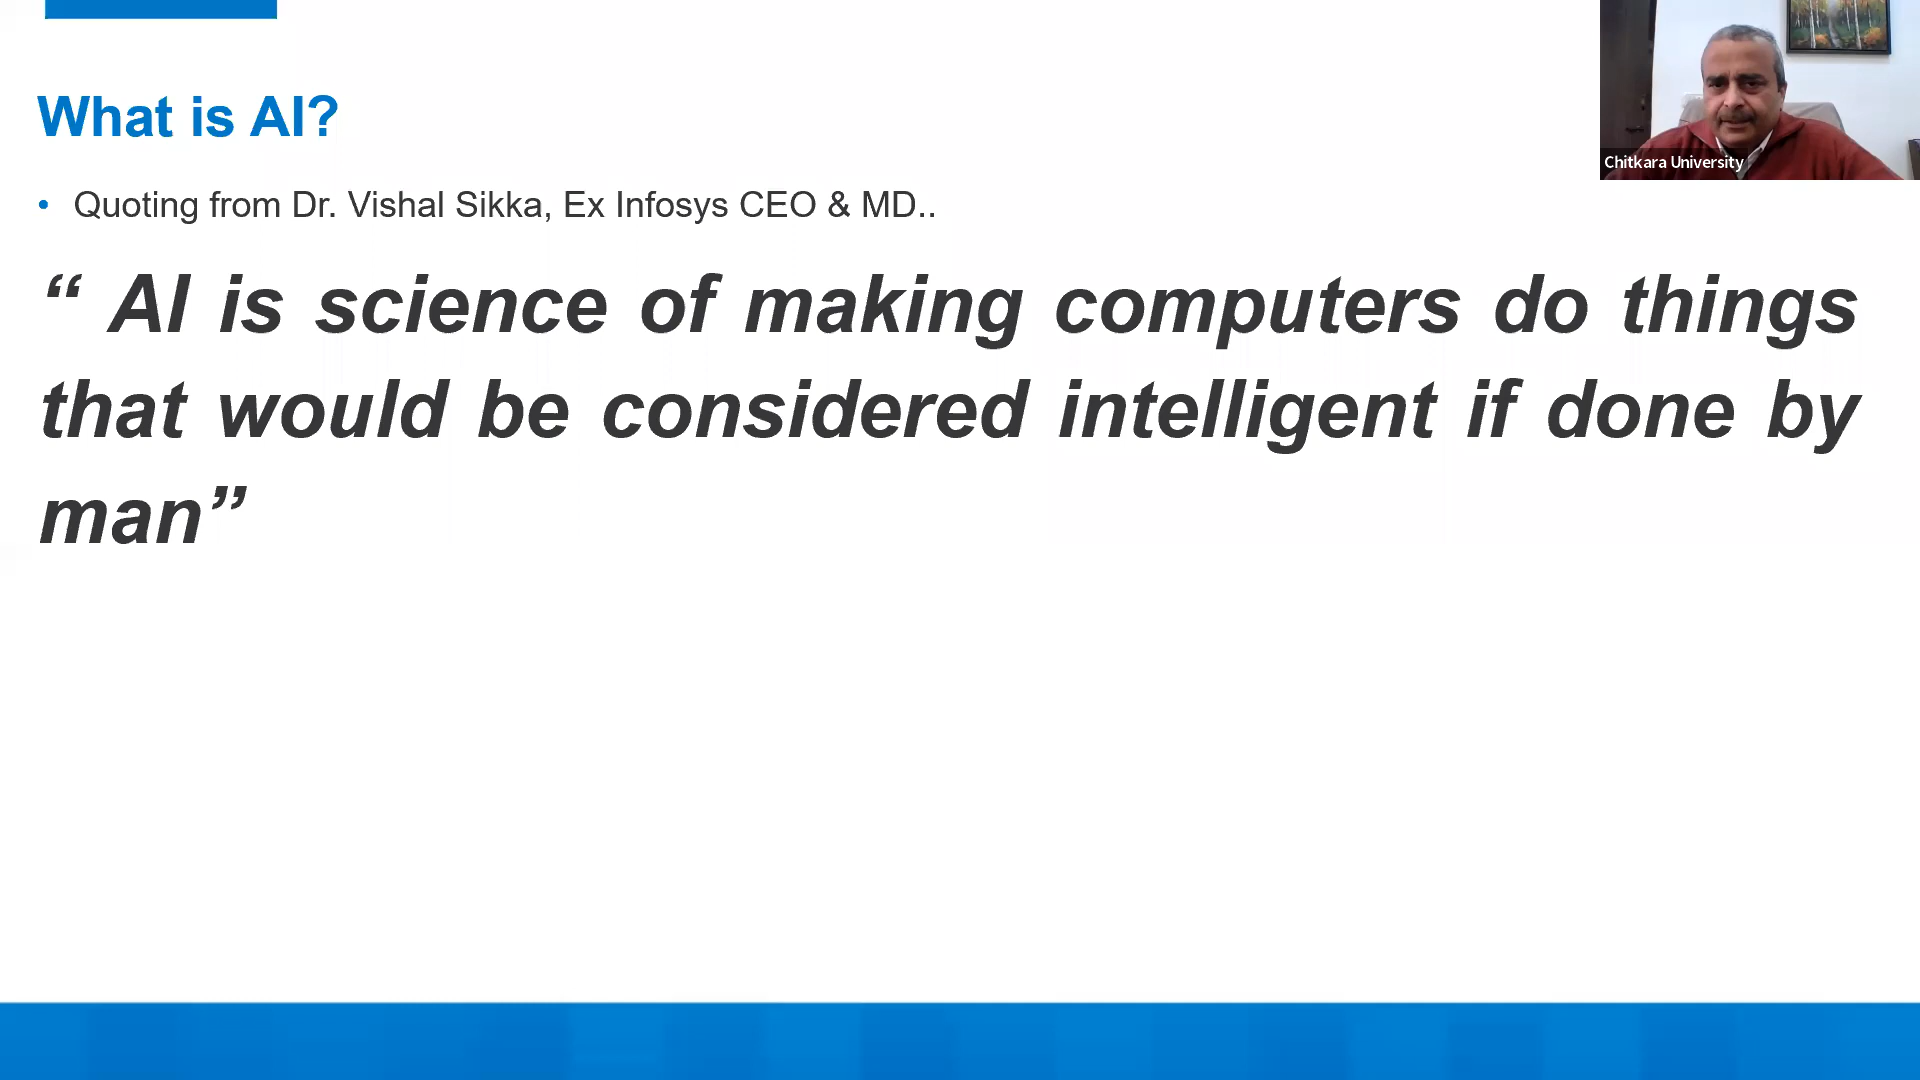 What is AI?
• Quoting from Dr. Vishal Sikka, Ex Infosys CEO & MD..
“ AI is science of making computers do things
that would be considered intelligent if done by
man”
Chitkara University